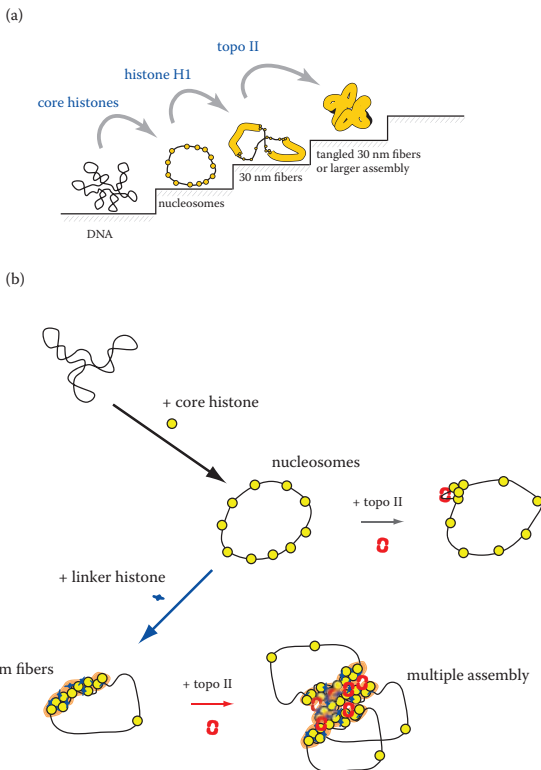 (a)
topo II
histone H1
core histones
tangled 30 nm fibers
or larger assembly
30 nm fibers
nucleosomes
DNA
(b)
+ core histone
nucleosomes
+ topo II
+ linker histone
m fibers
+ topo II
multiple assembly